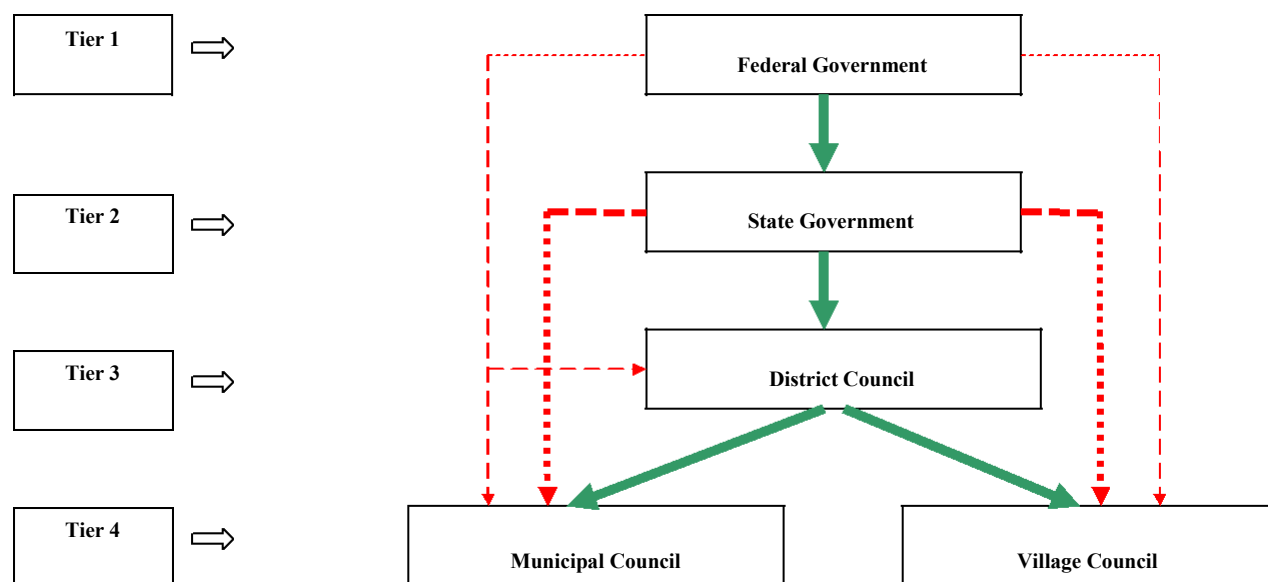 Tier 1
Federal Government
Tier 2
State Government
Tier 3
District Council
Tier 4
Municipal Council
Village Council